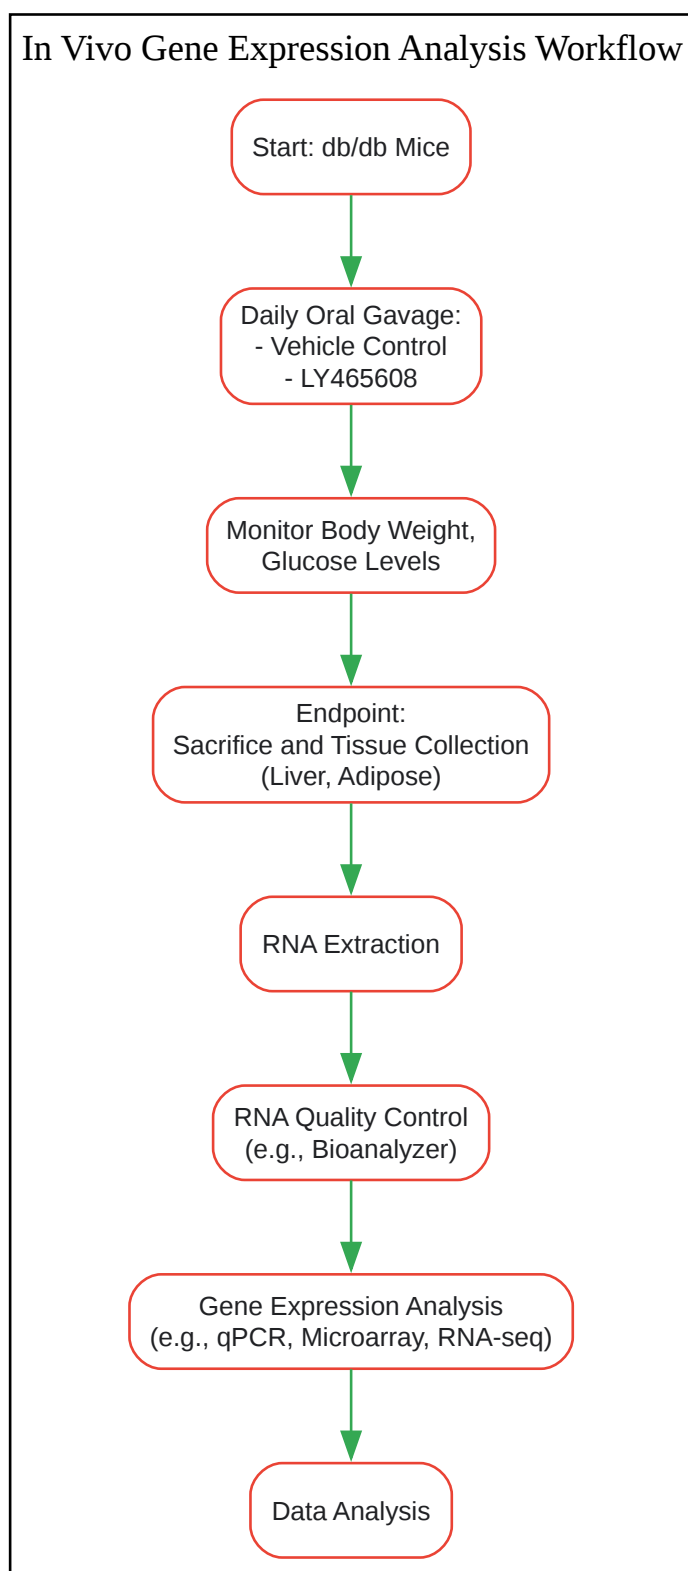 In Vivo Gene Expression Analysis Workflow
Start: db/db Mice
Daily Oral Gavage:
- Vehicle Control
- LY465608
Monitor Body Weight,
Glucose Levels
Endpoint:
Sacrifice and Tissue Collection
(Liver, Adipose)
RNA Extraction
RNA Quality Control
(e.g., Bioanalyzer)
Gene Expression Analysis
(e.g., qPCR, Microarray, RNA-seq)
Data Analysis